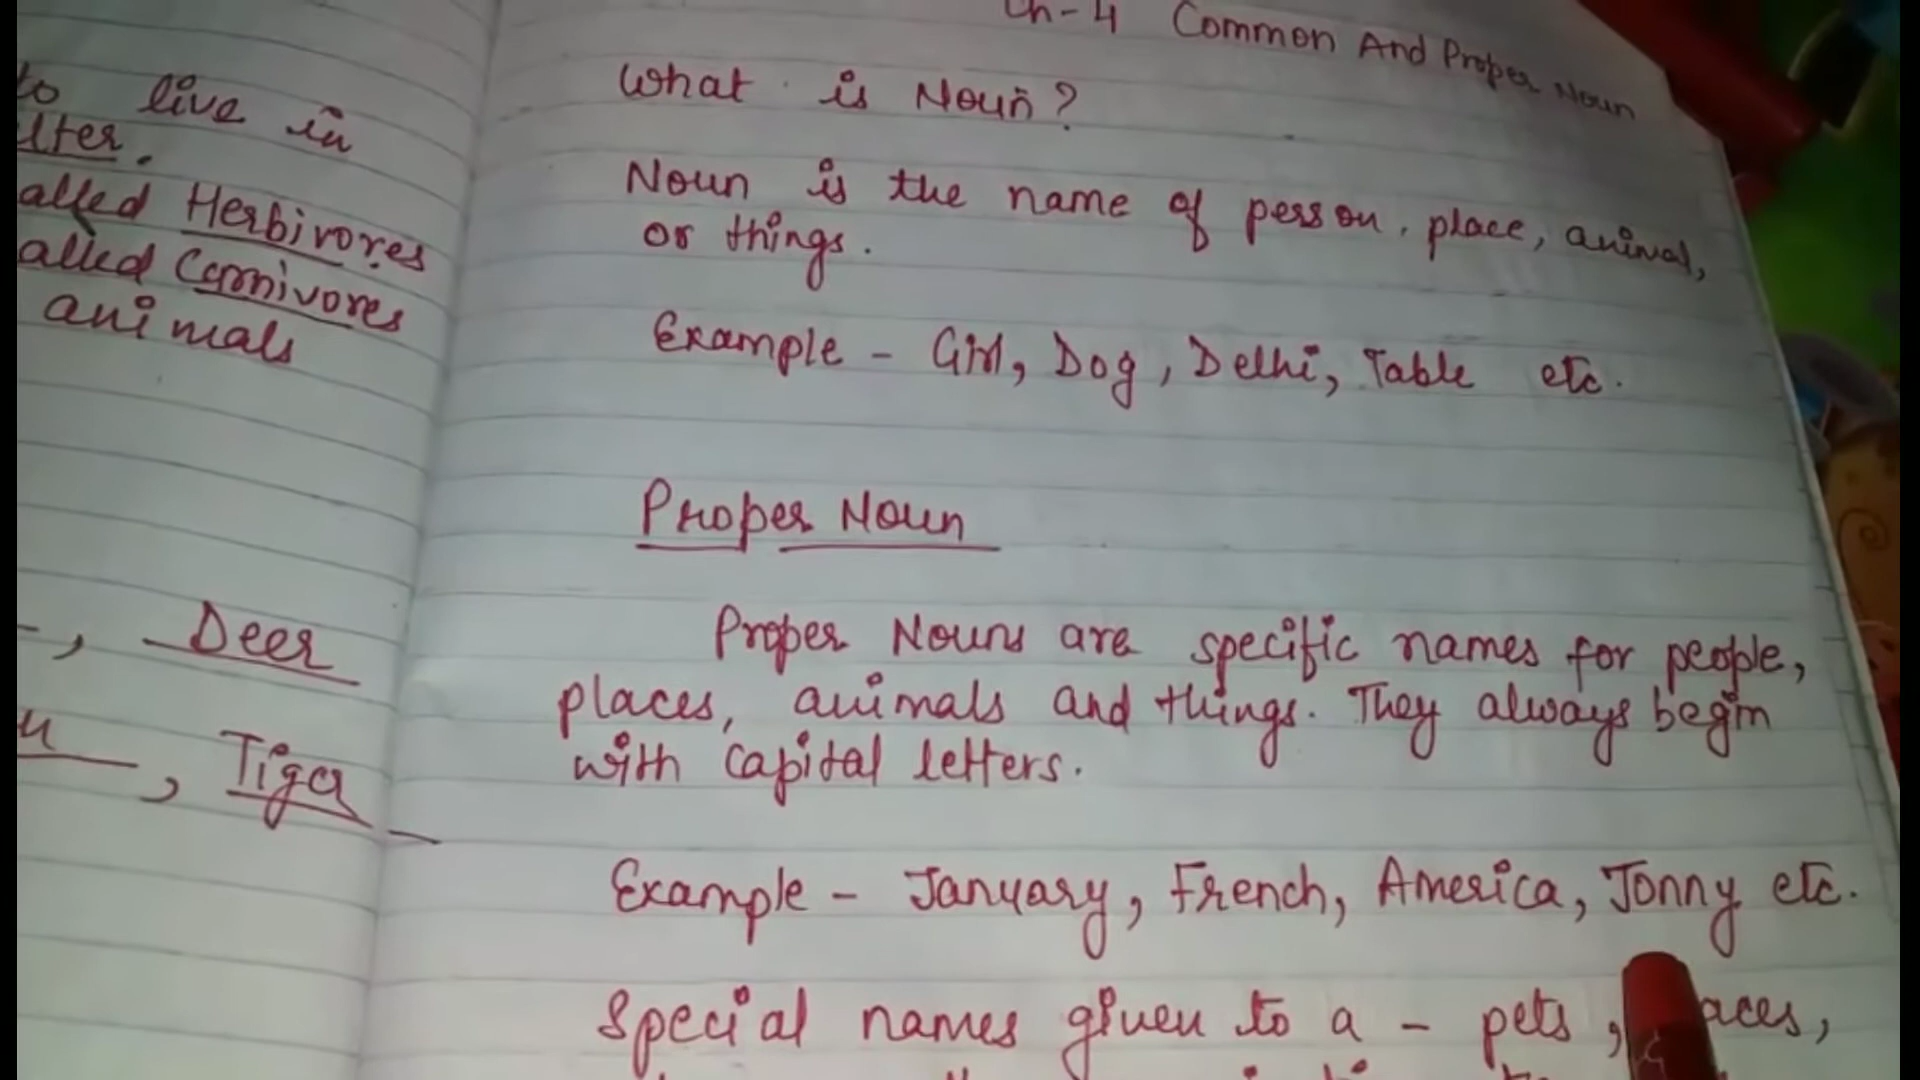 to live in
lter.
alled Herbivores
alled Carnivores
animals
, Deer
, Tiger
Ch-4 Common And Proper Noun
What is Noun?
Noun is the name of person, place, animal,
or things.
Example - Girl, Dog, Delhi, Table etc.
Proper Noun
Proper Nouns are specific names for people,
places, animals and things. They always begin
with capital letters.
Example - January, French, America, Jonny etc.
Special names given to a - pets, aces,